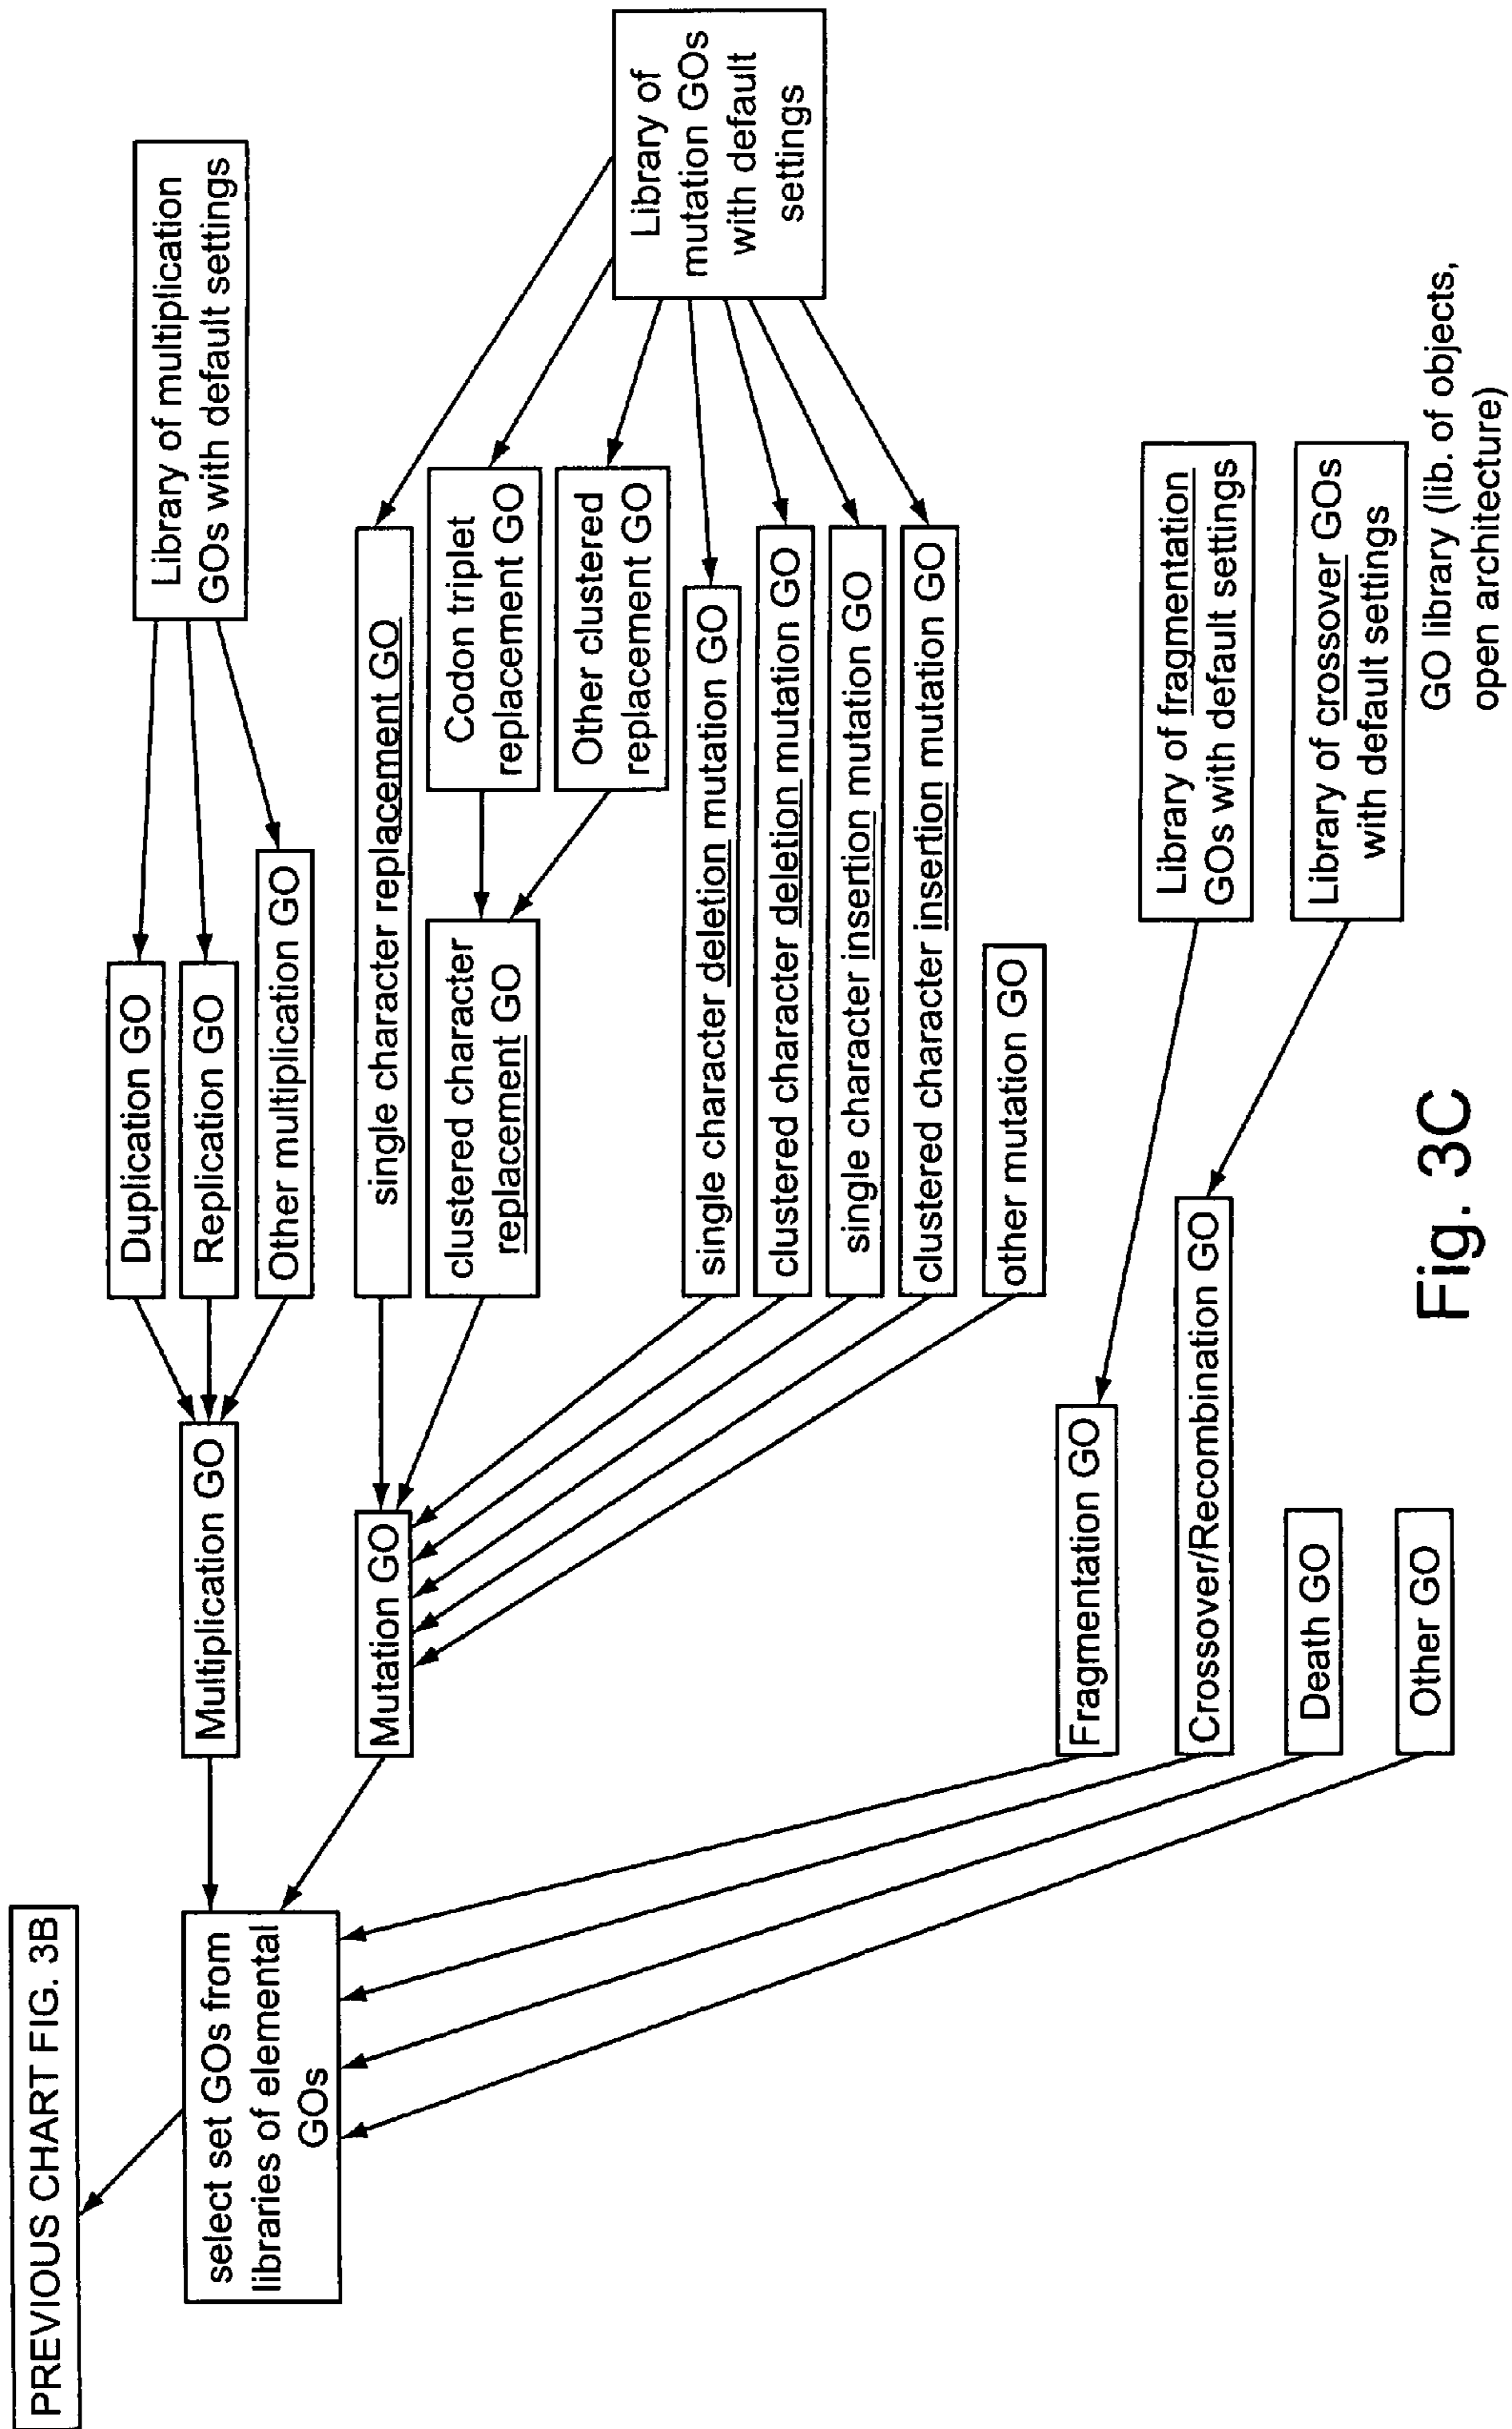 PREVIOUS CHART FIG. 3B
select set GOs from
libraries of elemental
GOs
Multiplication GO
Mutation GO
Fragmentation GO
Crossover/Recombination GO
Death GO
Other GO
Duplication GO
Replication GO
Other multiplication GO
single character replacement GO
clustered character
replacement GO
single character deletion mutation GO
clustered character deletion mutation GO
single character insertion mutation GO
clustered character insertion mutation GO
other mutation GO
Codon triplet
replacement GO
Other clustered
replacement GO
Library of multiplication
GOs with default settings
Library of
mutation GOs
with default
settings
Library of fragmentation
GOs with default settings
Library of crossover GOs
with default settings
GO library (lib. of objects,
open architecture)
Fig. 3C